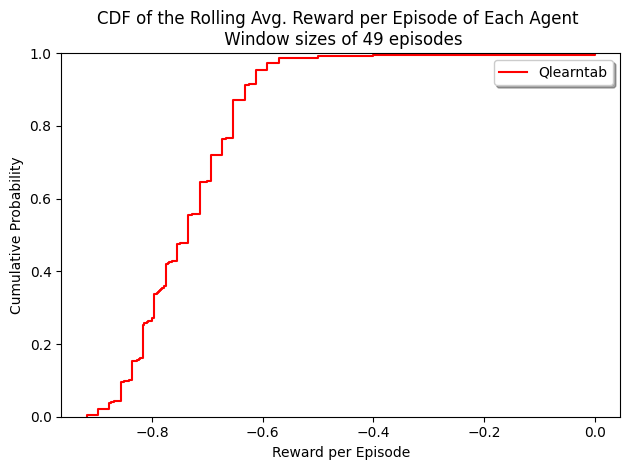 CDF of the Rolling Avg. Reward per Episode of Each Agent
Window sizes of 49 episodes
Qlearntab
Cumulative Probability
1.0
0.8
0.6
0.4
0.2
0.0
−0.8 −0.6 −0.4 −0.2 0.0
Reward per Episode